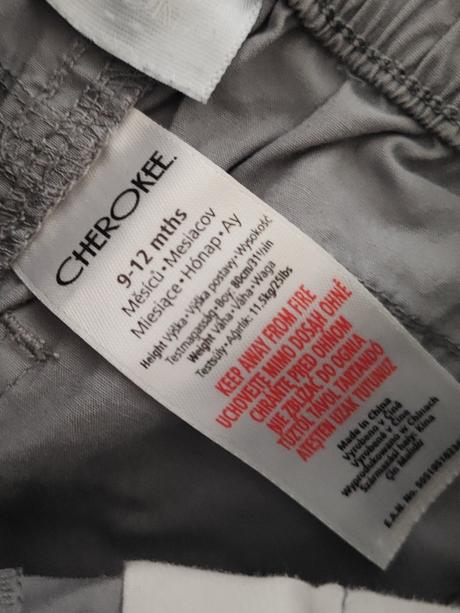 CHEROKEE.
9-12 mths
Měsíců • Mesiacov
Miesiące • Hónap • Ay
Height Výška • Výška postavy • Wysokość
Testmagasság • Boy: 80cm/31½in
Weight Váha • Váha • Waga
Testsúly • Ağırlık: 11.5kg/25lbs
KEEP AWAY FROM FIRE
UCHOVEJTE MIMO DOSAH OHNĚ
CHRÁŇTE PRED OHŇOM
NIE ZBLIŻAĆ DO OGNIA
TŰZTŐL TÁVOL TARTANDÓ
ATEŞTEN UZAK TUTUNUZ
Made in China
Vyrobeno v Číně
Vyrobené v Číne
Wyprodukowano w Chinach
Származási hely: Kína
Çin Malıdır
E.A.N. No.